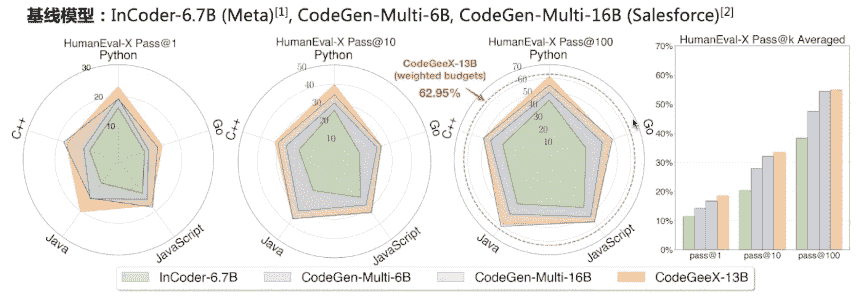 基线模型：InCoder-6.7B (Meta)[1], CodeGen-Multi-6B, CodeGen-Multi-16B (Salesforce)[2]
HumanEval-X Pass@1
Python
30
20
10
C++
Go
Java
JavaScript
HumanEval-X Pass@10
Python
50
40
30
20
10
C++
Go
Java
JavaScript
CodeGeeX-13B
(weighted budgets)
62.95%
HumanEval-X Pass@100
Python
70
60
50
40
30
20
10
C++
Go
Java
JavaScript
HumanEval-X Pass@k Averaged
70%
60%
50%
40%
30%
20%
10%
0%
pass@1 pass@10 pass@100
InCoder-6.7B CodeGen-Multi-6B CodeGen-Multi-16B CodeGeeX-13B